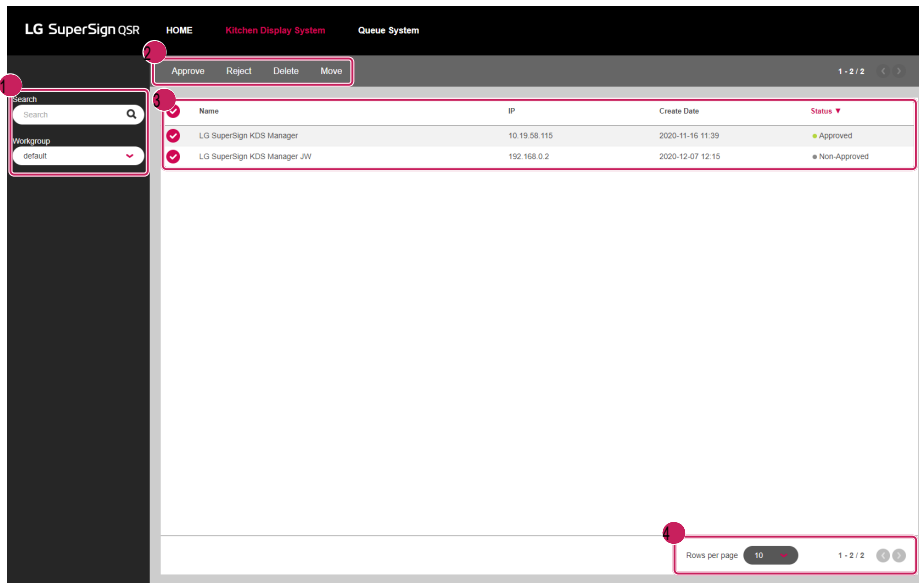 LG SuperSign QSR HOME Kitchen Display System Queue System
2
Approve Reject Delete Move 1 - 2 / 2
1
Search
Search
Workgroup
default
3
Name IP Create Date Status ▼
LG SuperSign KDS Manager 10.19.58.115 2020-11-16 11:39 Approved
LG SuperSign KDS Manager JW 192.168.0.2 2020-12-07 12:15 Non-Approved
4
Rows per page 10 1 - 2 / 2